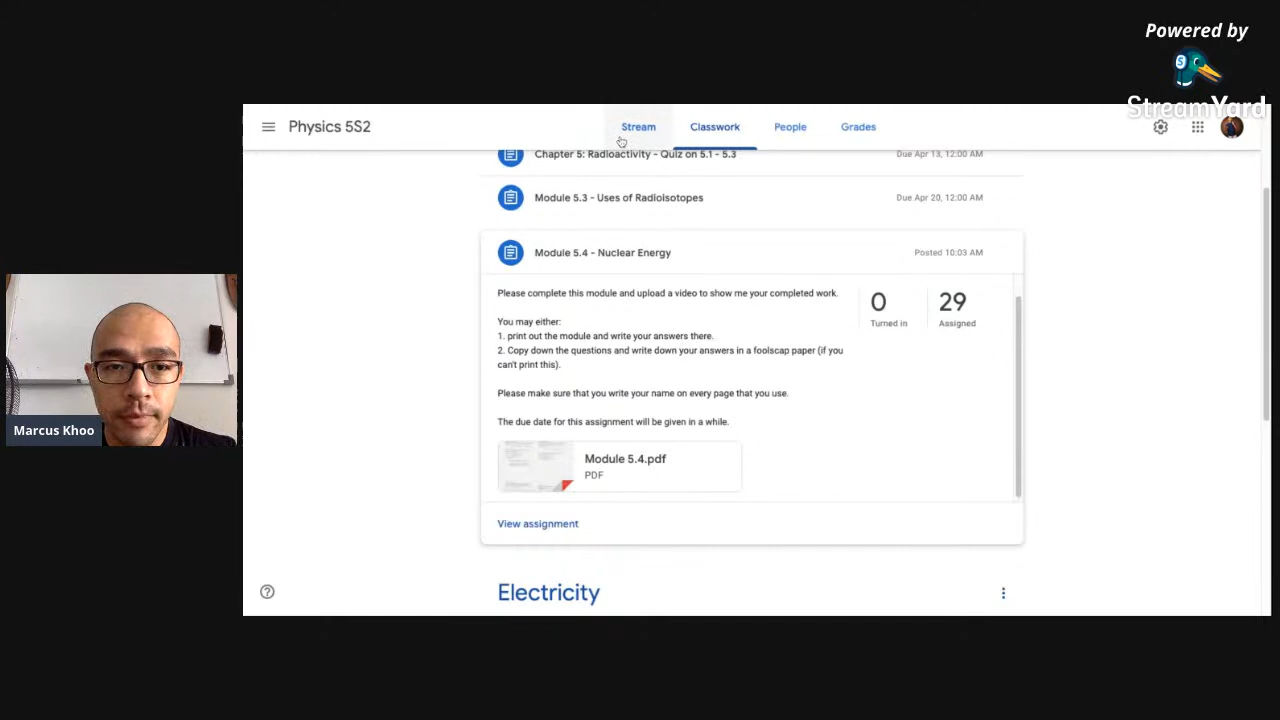 Powered by
StreamYard
Physics 5S2
Stream
Classwork
People
Grades
Chapter 5: Radioactivity - Quiz on 5.1 - 5.3
Due Apr 13, 12:00 AM
Module 5.3 - Uses of Radioisotopes
Due Apr 20, 12:00 AM
Module 5.4 - Nuclear Energy
Posted 10:03 AM
Please complete this module and upload a video to show me your completed work.
0
Turned in
29
Assigned
You may either:
1. print out the module and write your answers there.
2. Copy down the questions and write down your answers in a foolscap paper (if you
can't print this).
Please make sure that you write your name on every page that you use.
The due date for this assignment will be given in a while.
Module 5.4.pdf
PDF
View assignment
Electricity
Marcus Khoo